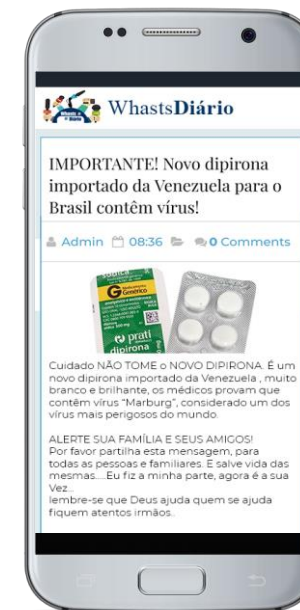 WhastsDiário
IMPORTANTE! Novo dipirona
importado da Venezuela para o
Brasil contêm vírus!
Admin 08:36 0 Comments
G Genérico
prati
dipirona
Cuidado NÃO TOME o NOVO DIPIRONA. É um
novo dipirona importado da Venezuela , muito
branco e brilhante, os médicos provam que
contêm vírus "Marburg", considerado um dos
vírus mais perigosos do mundo.
ALERTE SUA FAMÍLIA E SEUS AMIGOS!
Por favor partilha esta mensagem, para
todas as pessoas e familiares. E salve vida das
mesmas....Eu fiz a minha parte, agora é a sua
Vez...
lembre-se que Deus ajuda quem se ajuda
fiquem atentos irmãos..